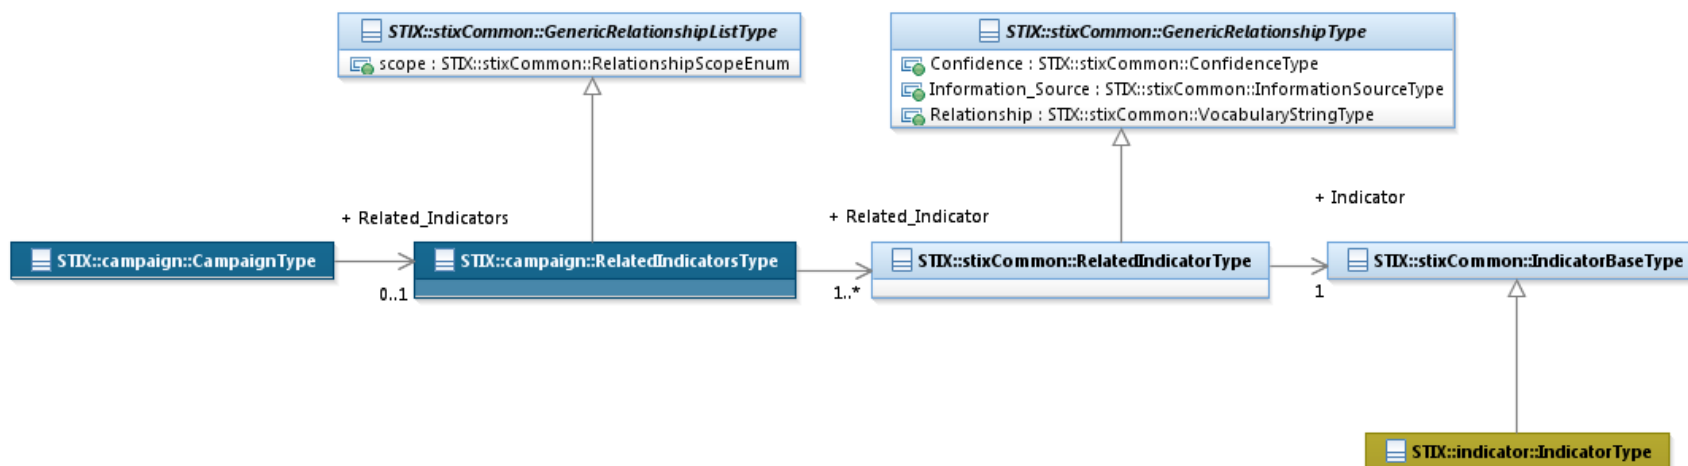 STIX::stixCommon::GenericRelationshipListType
scope : STIX::stixCommon::RelationshipScopeEnum
STIX::stixCommon::GenericRelationshipType
Confidence : STIX::stixCommon::ConfidenceType
Information_Source : STIX::stixCommon::InformationSourceType
Relationship : STIX::stixCommon::VocabularyStringType
+ Related_Indicators
+ Related_Indicator
+ Indicator
STIX::campaign::CampaignType
STIX::campaign::RelatedIndicatorsType
STIX::stixCommon::RelatedIndicatorType
STIX::stixCommon::IndicatorBaseType
0..1
1..*
1
STIX::indicator::IndicatorType